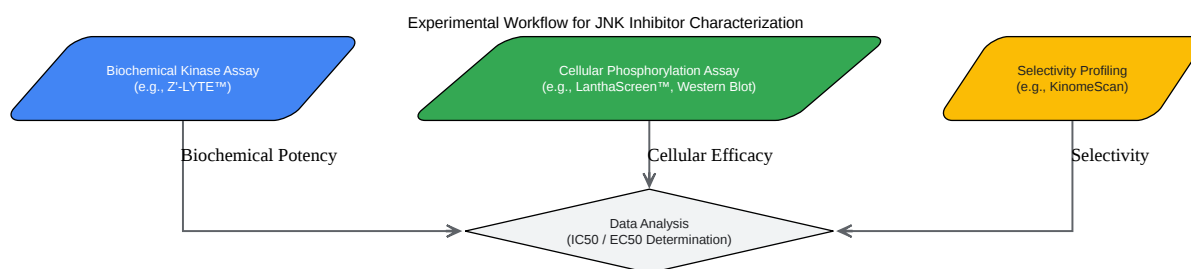 Experimental Workflow for JNK Inhibitor Characterization
Biochemical Kinase Assay
(e.g., Z'-LYTE™)
Cellular Phosphorylation Assay
(e.g., LanthaScreen™, Western Blot)
Selectivity Profiling
(e.g., KinomeScan)
Biochemical Potency
Cellular Efficacy
Selectivity
Data Analysis
(IC50 / EC50 Determination)